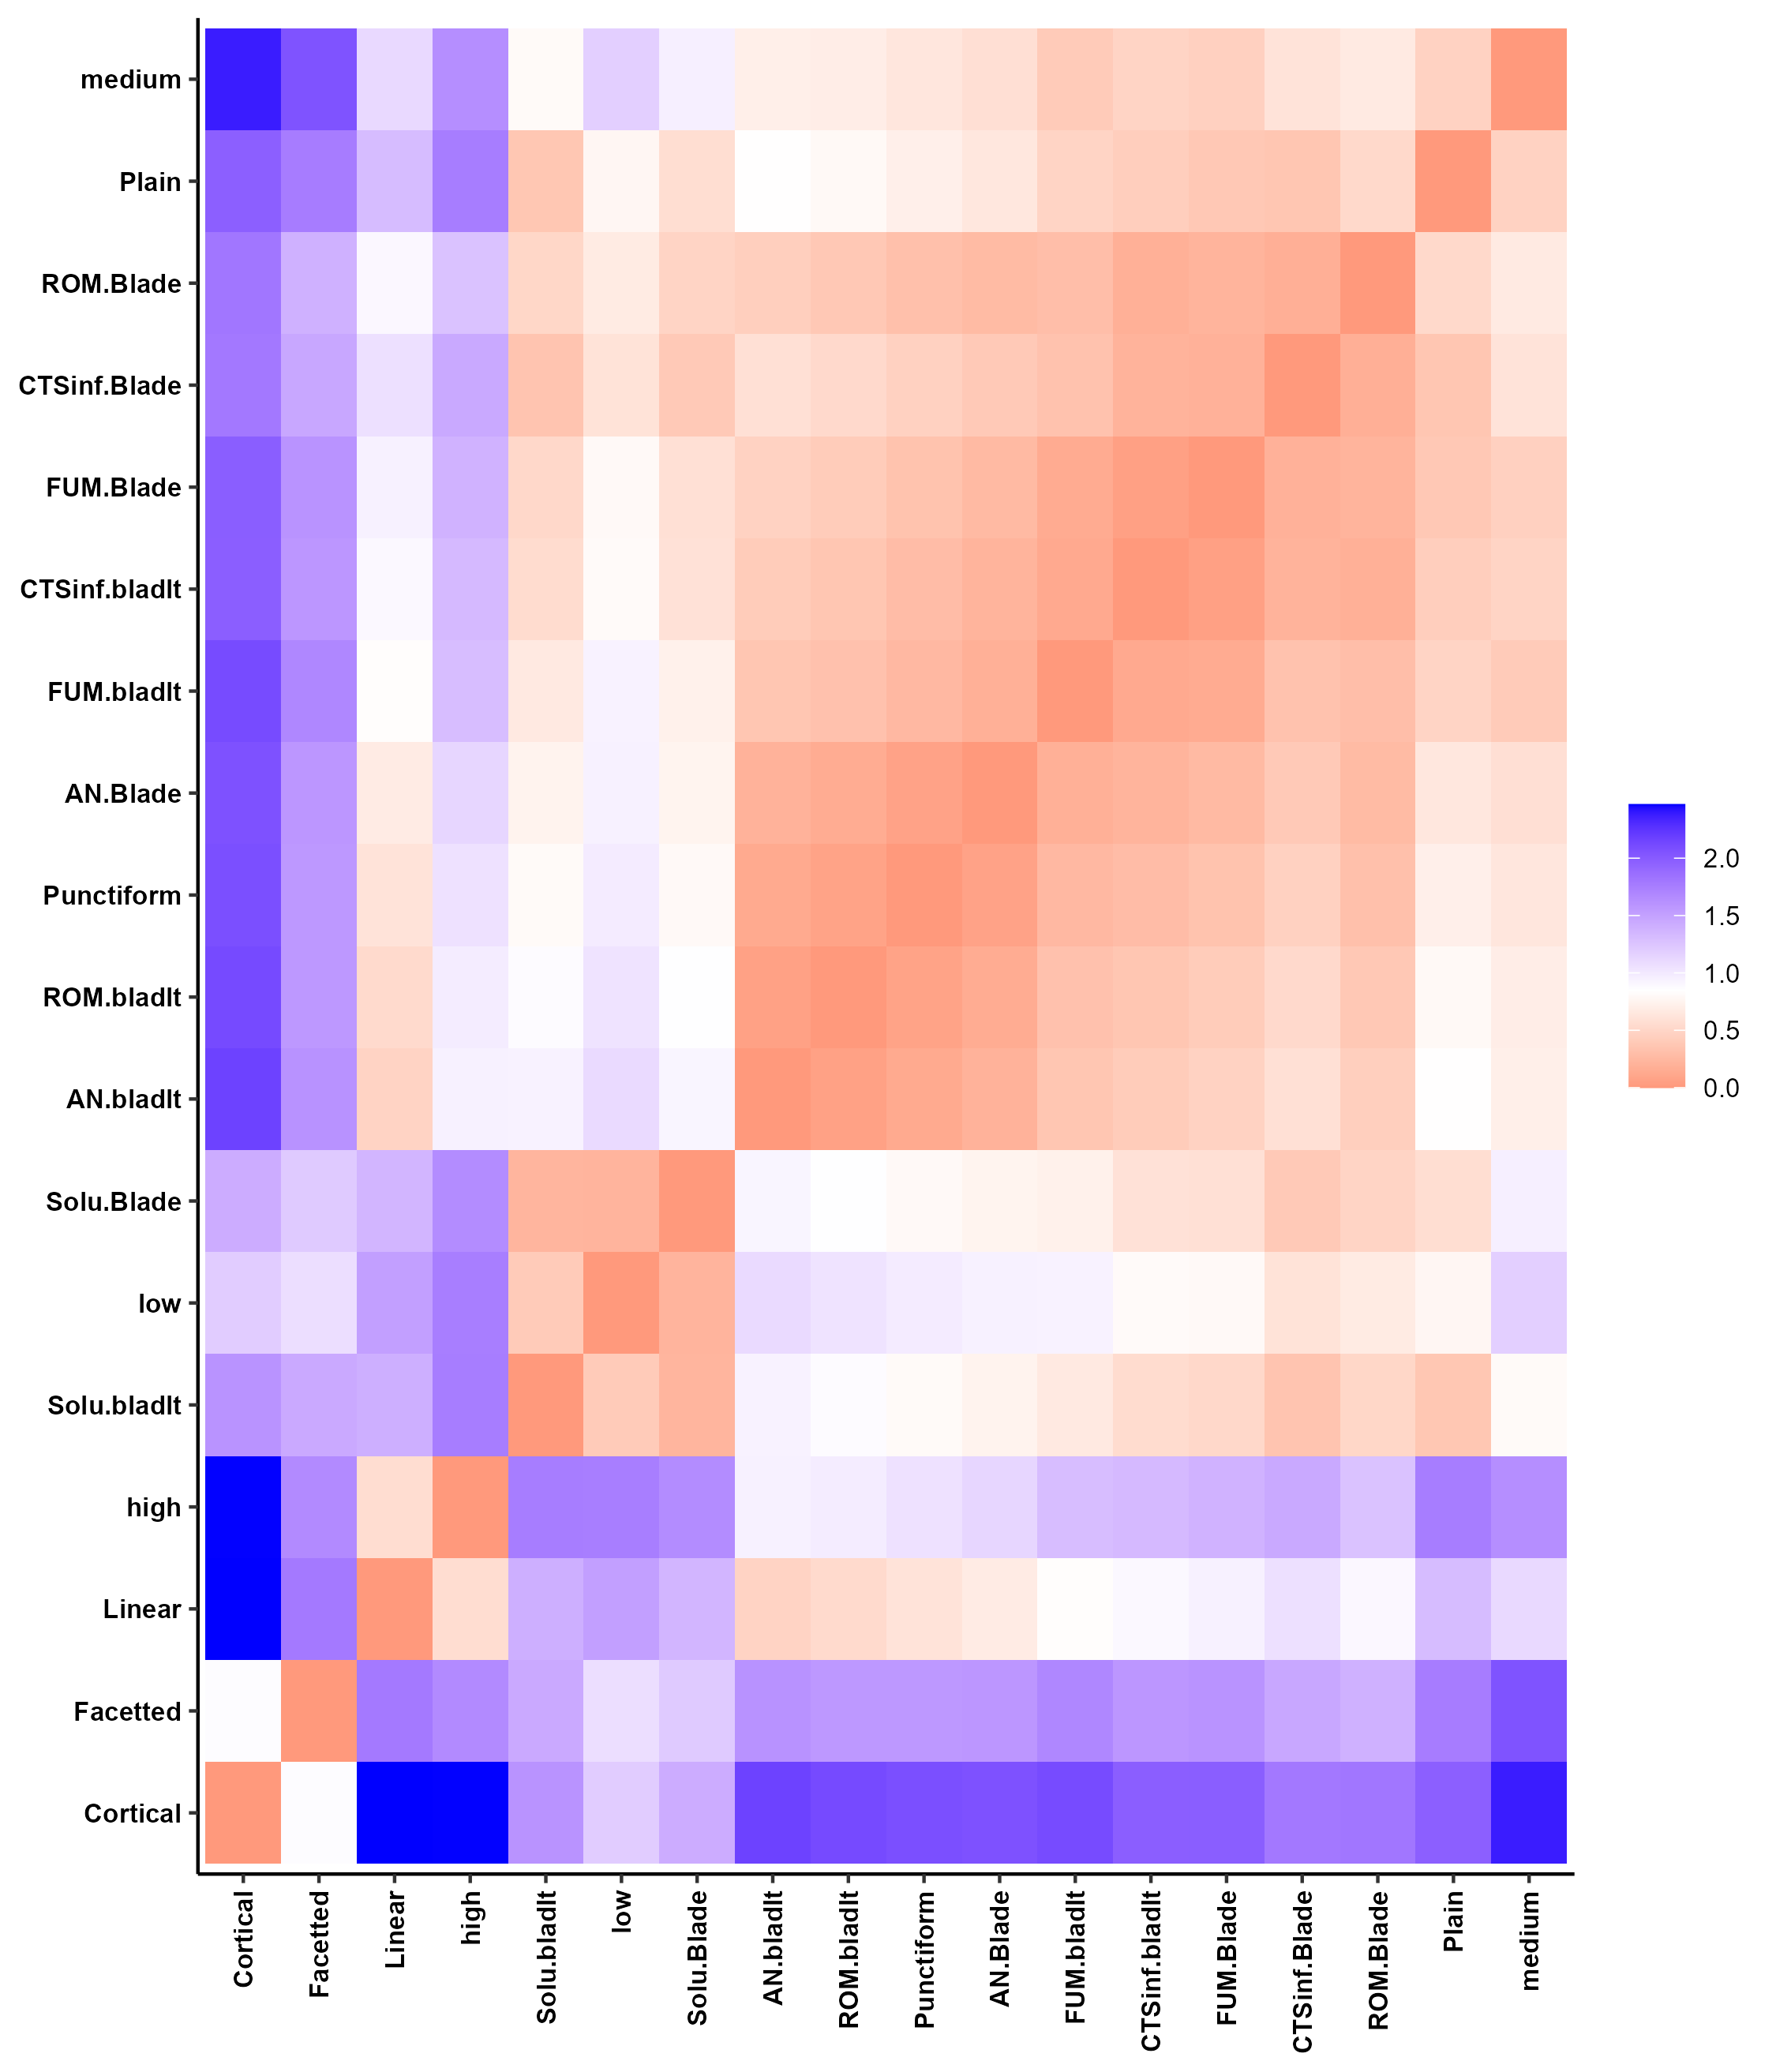 medium
Plain
ROM.Blade
CTSinf.Blade
FUM.Blade
CTSinf.bladlt
FUM.bladlt
AN.Blade
Punctiform
ROM.bladlt
AN.bladlt
Solu.Blade
low
Solu.bladlt
high
Linear
Facetted
Cortical
Cortical
Facetted
Linear
high
Solu.bladlt
low
Solu.Blade
AN.bladlt
ROM.bladlt
Punctiform
AN.Blade
FUM.bladlt
CTSinf.bladlt
FUM.Blade
CTSinf.Blade
ROM.Blade
Plain
medium
2.0
1.5
1.0
0.5
0.0